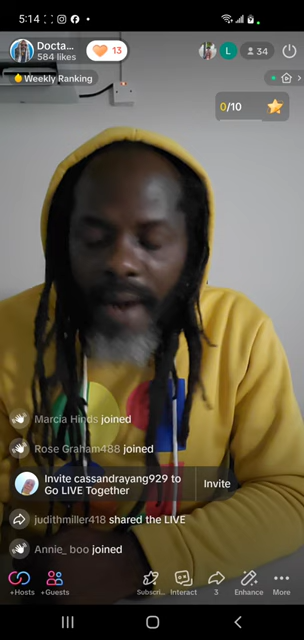 5:14
Docta...
584 likes
13
L
34
Weekly Ranking
0/10
Marcia Hinds joined
Rose Graham488 joined
Invite cassandrayang929 to
Go LIVE Together
Invite
judithmiller418 shared the LIVE
Annie_ boo joined
+Hosts
+Guests
Subscri...
Interact
3
Enhance
More